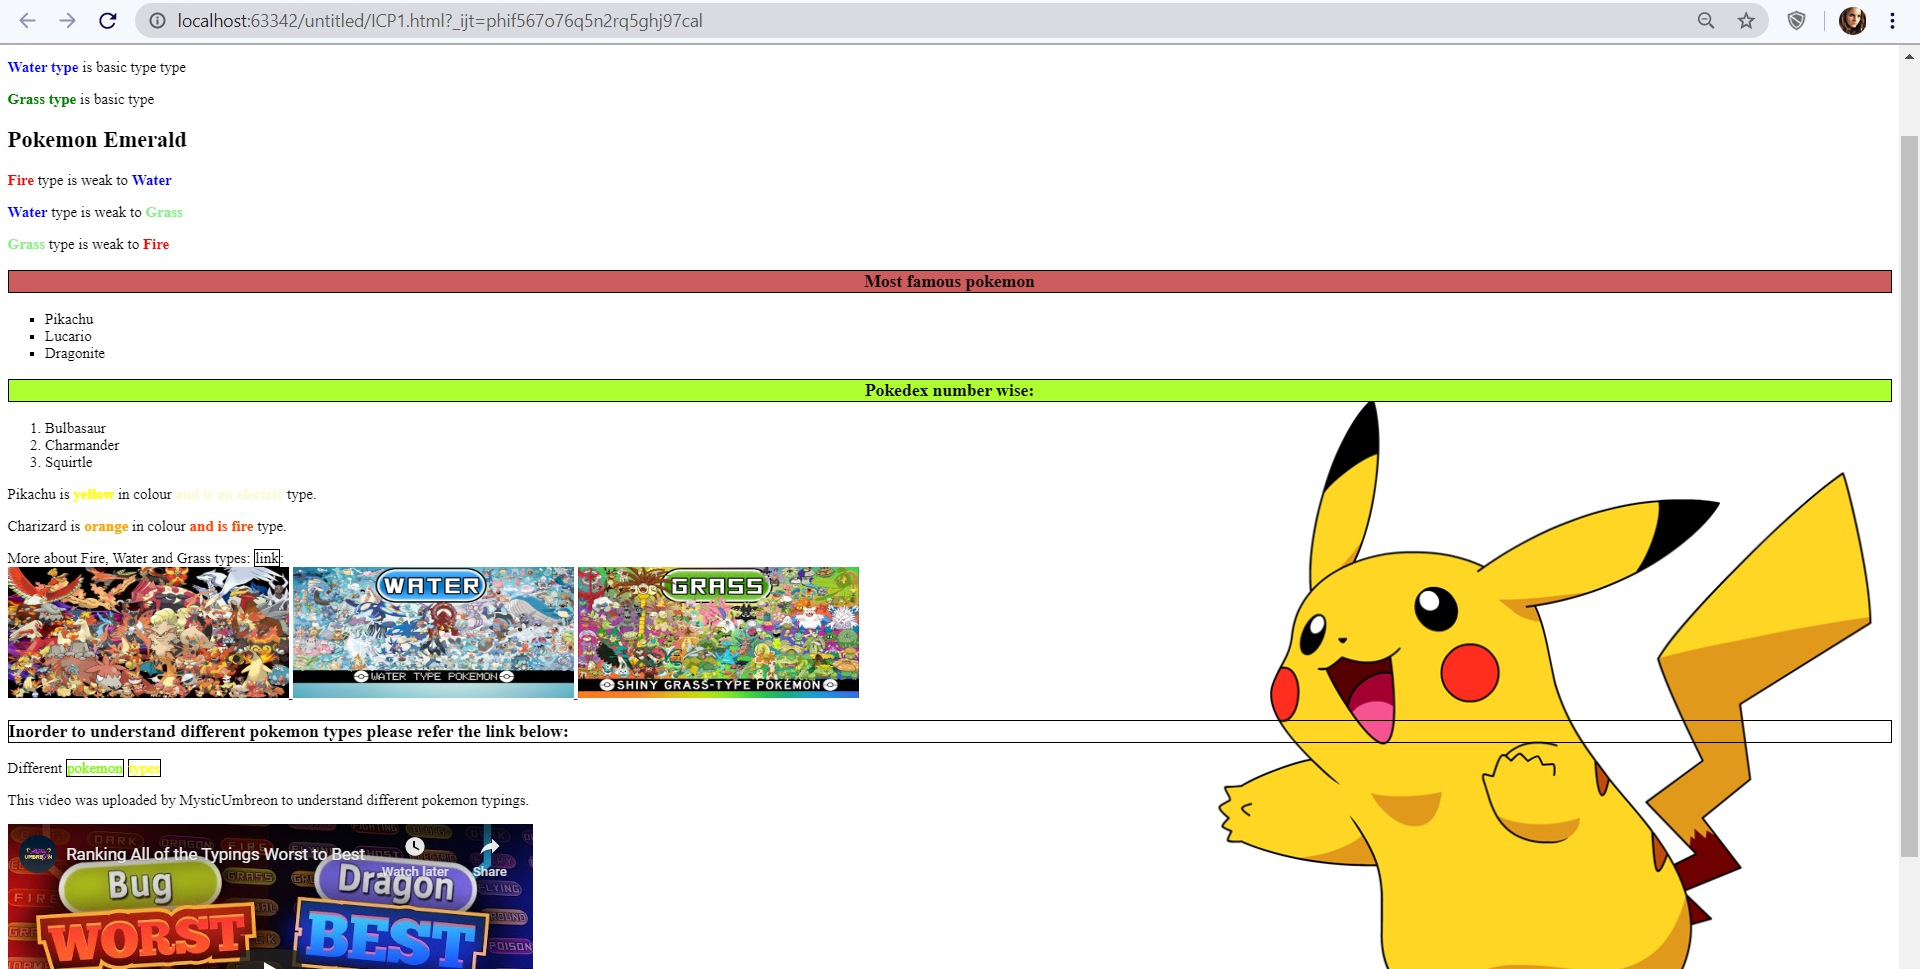 localhost:63342/untitled/ICP1.html?_ijt=phif567o76q5n2rq5ghj97cal
Water type is basic type type
Grass type is basic type
Pokemon Emerald
Fire type is weak to Water
Water type is weak to Grass
Grass type is weak to Fire
Most famous pokemon
Pikachu
Lucario
Dragonite
Pokedex number wise:
1. Bulbasaur
2. Charmander
3. Squirtle
Pikachu is yellow in colour and is an electric type.
Charizard is orange in colour and is fire type.
More about Fire, Water and Grass types: link:
WATER
WATER TYPE POKEMON
GRASS
SHINY GRASS-TYPE POKÉMON
Inorder to understand different pokemon types please refer the link below:
Different pokemon types
This video was uploaded by MysticUmbreon to understand different pokemon typings.
Ranking All of the Typings Worst to Best
Watch later
Share
Bug
Dragon
WORST
BEST
DARK
GRASS
FLYING
POISON